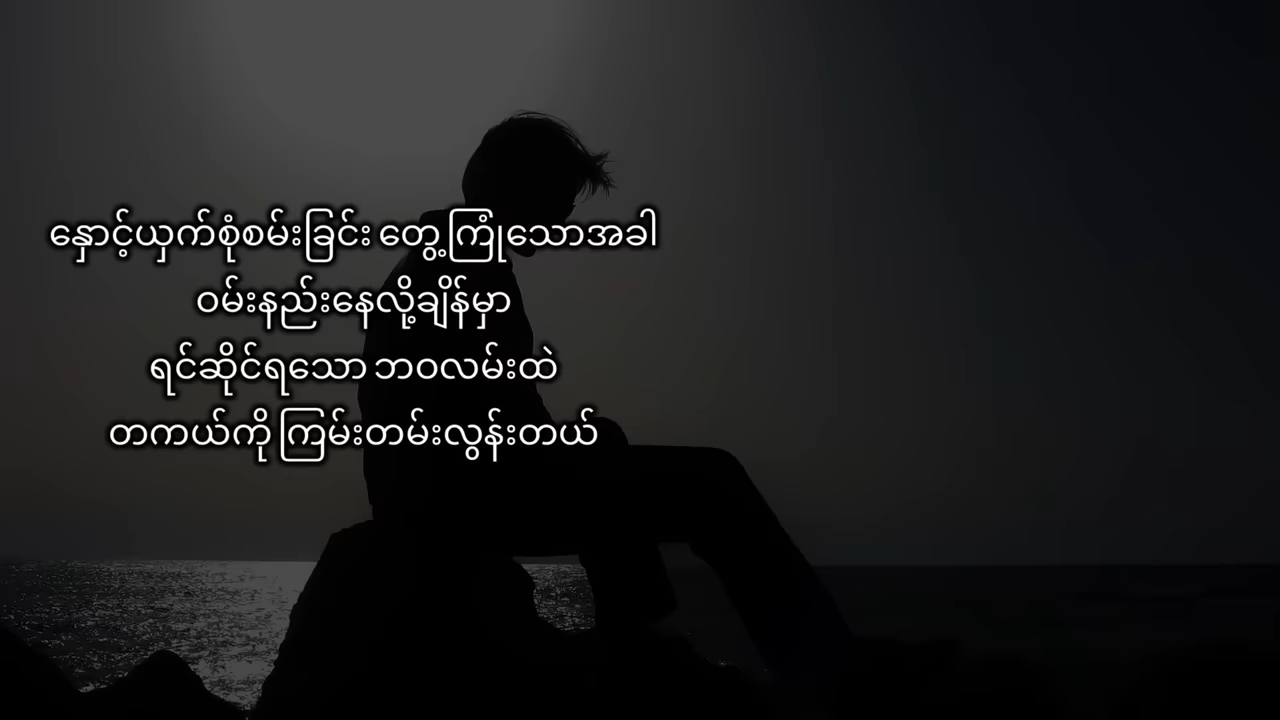 နှောင့်ယှက်စုံစမ်းခြင်း တွေ့ကြုံသောအခါ
ဝမ်းနည်းနေလို့ချိန်မှာ
ရင်ဆိုင်ရသော ဘဝလမ်းထဲ
တကယ်ကို ကြမ်းတမ်းလွန်းတယ်